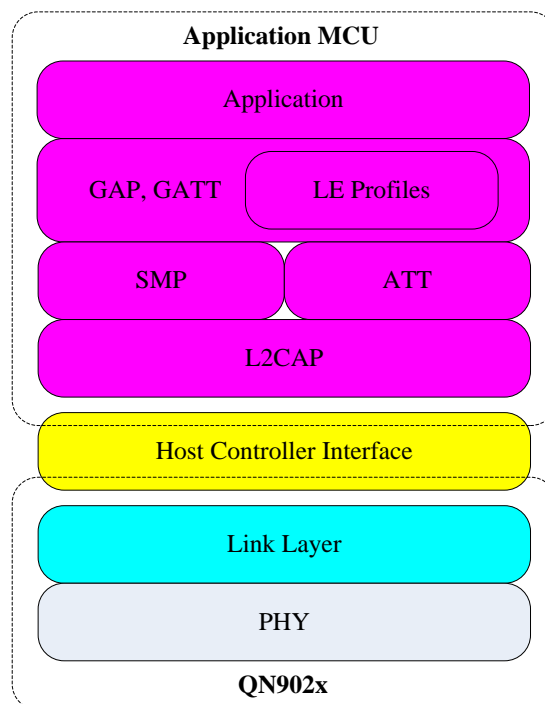 Application MCU
Application
GAP, GATT
LE Profiles
SMP
ATT
L2CAP
Host Controller Interface
Link Layer
PHY
QN902x